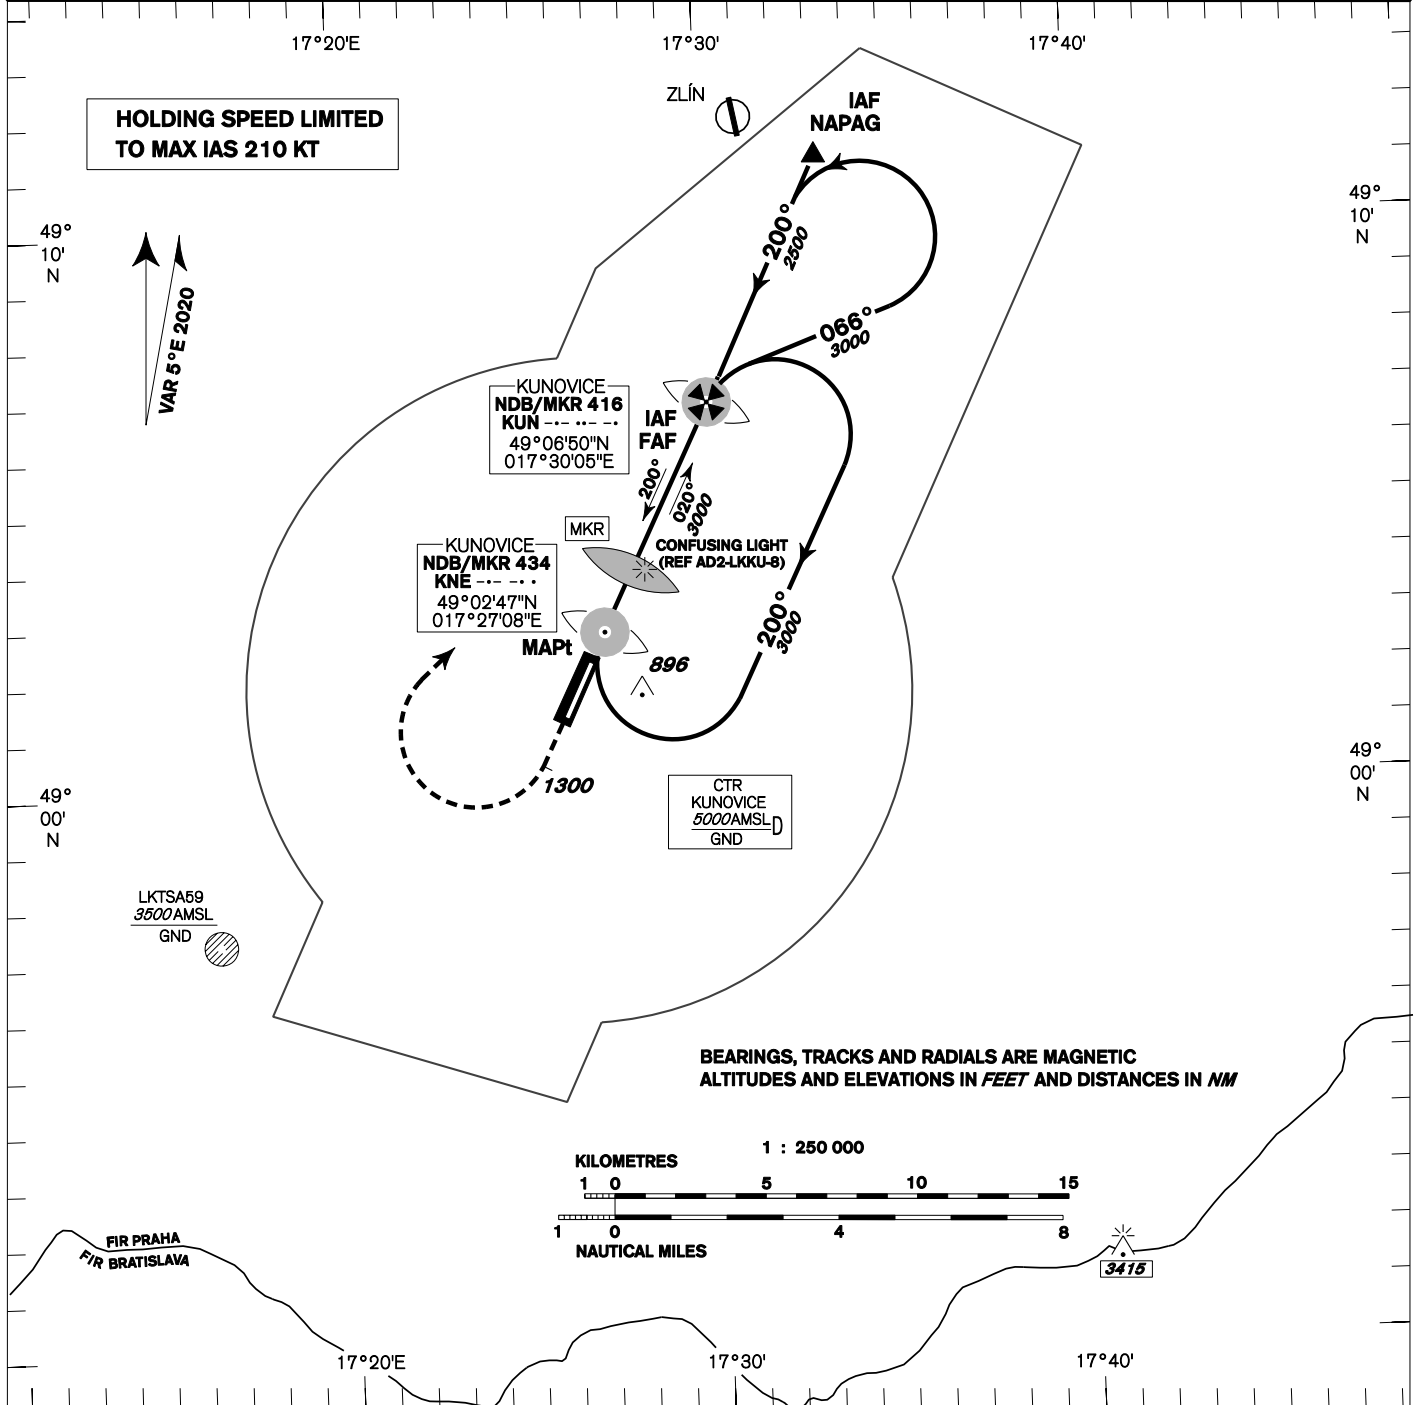 17°20'E
17°30'
17°40'
HOLDING SPEED LIMITED
TO MAX IAS 210 KT
ZLÍN
IAF
NAPAG
49°
10'
N
49°
10'
N
VAR 5°E 2020
200°
2500
066°
3000
KUNOVICE
NDB/MKR 416
KUN -·- ··- -·
49°06'50"N
017°30'05"E
IAF
FAF
200°
020°
3000
MKR
CONFUSING LIGHT
(REF AD2-LKKU-8)
KUNOVICE
NDB/MKR 434
KNE -·- -· ·
49°02'47"N
017°27'08"E
MAPt
896
200°
3000
1300
CTR
KUNOVICE
5000AMSL
GND
D
49°
00'
N
49°
00'
N
LKTSA59
3500AMSL
GND
BEARINGS, TRACKS AND RADIALS ARE MAGNETIC
ALTITUDES AND ELEVATIONS IN FEET AND DISTANCES IN NM
1 : 250 000
KILOMETRES
1 0 5 10 15
1 0 4 8
NAUTICAL MILES
FIR PRAHA
FIR BRATISLAVA
3415
17°20'E
17°30'
17°40'